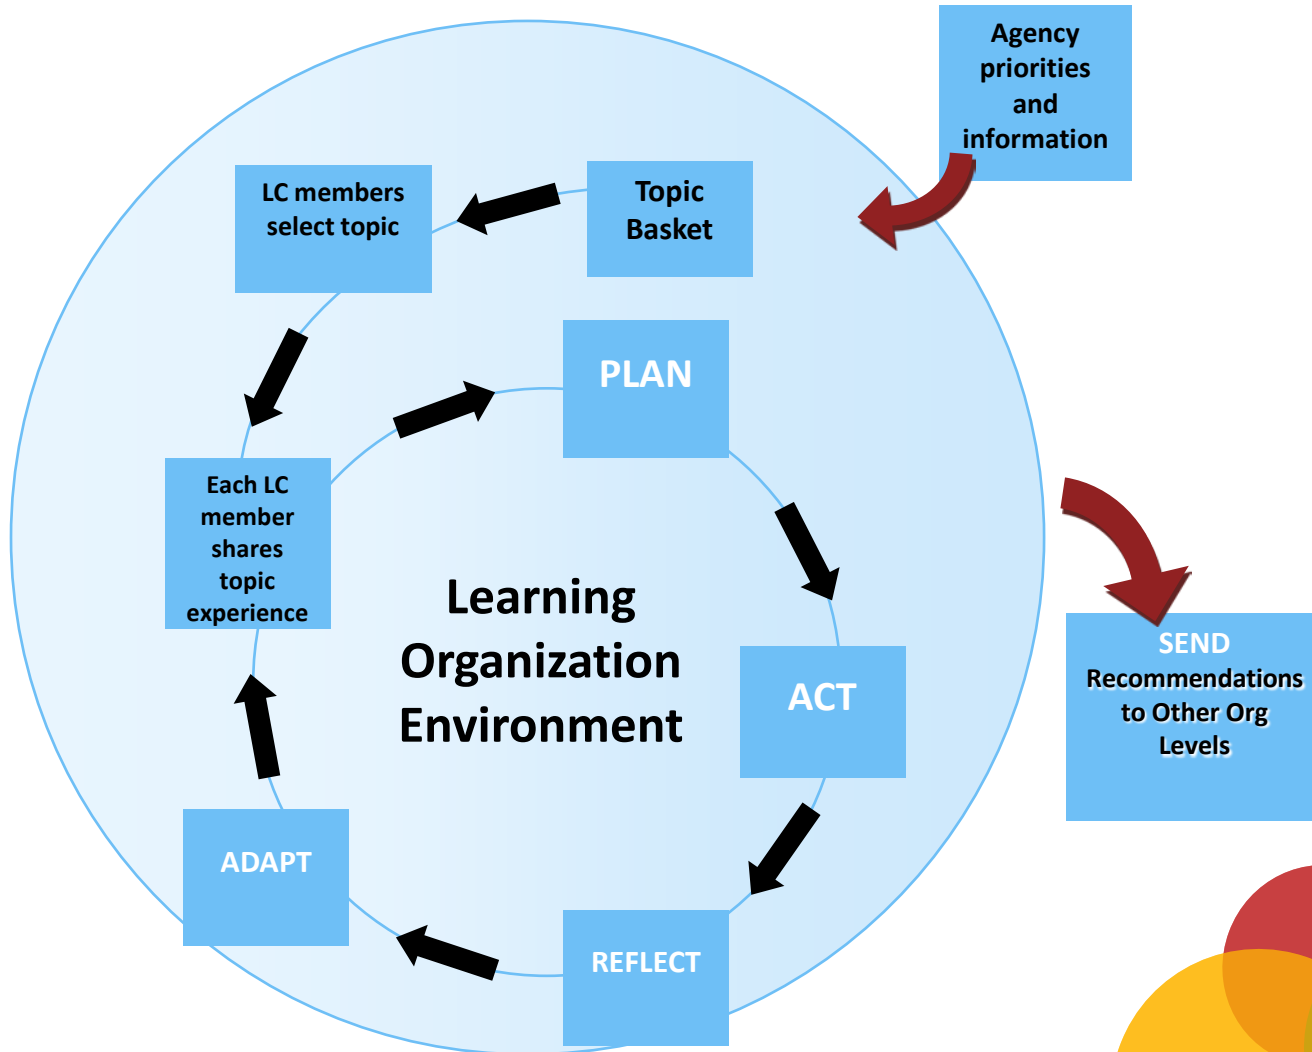 Agency
priorities
and
information
Topic
Basket
LC members
select topic
Each LC
member
shares
topic
experience
PLAN
ACT
REFLECT
ADAPT
Learning
Organization
Environment
SEND
Recommendations
to Other Org
Levels